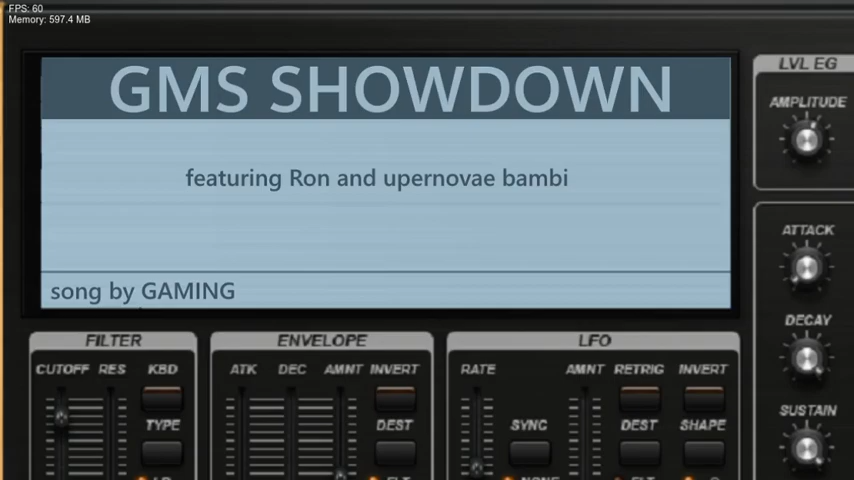 FPS: 60
Memory: 597.4 MB
GMS SHOWDOWN
featuring Ron and upernovae bambi
song by GAMING
LVL EG
AMPLITUDE
ATTACK
DECAY
SUSTAIN
FILTER
CUTOFF RES KBD
TYPE
ENVELOPE
ATK DEC AMNT INVERT
DEST
LFO
RATE AMNT RETRIG INVERT
SYNC DEST SHAPE